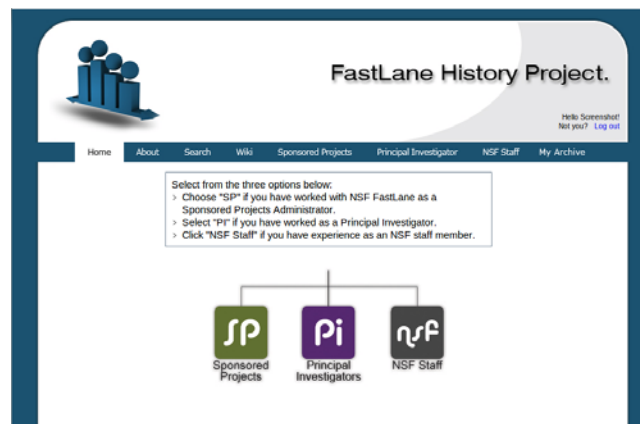 FastLane History Project.
Hello Screenshot!
Not you? Log out
Home About Search Wiki Sponsored Projects Principal Investigator NSF Staff My Archive
Select from the three options below:
> Choose "SP" if you have worked with NSF FastLane as a
Sponsored Projects Administrator.
> Select "PI" if you have worked as a Principal Investigator.
> Click "NSF Staff" if you have experience as an NSF staff member.
SP Pi nsf
Sponsored
Projects
Principal
Investigators
NSF Staff